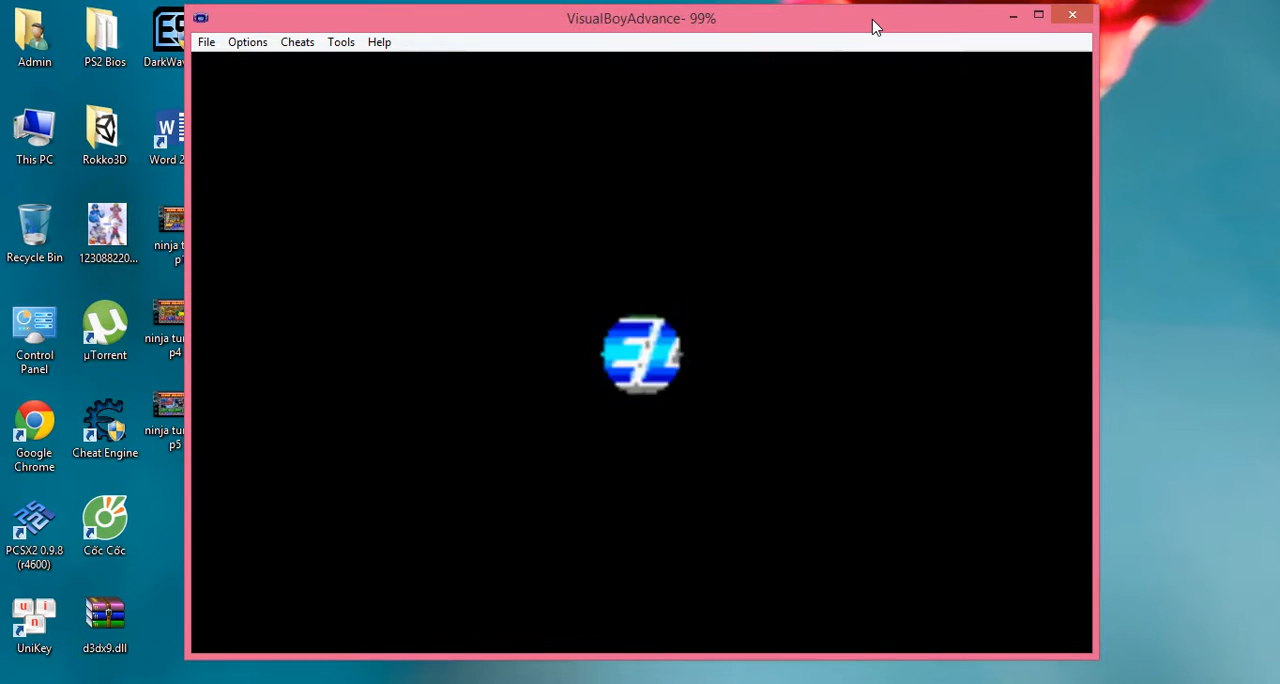 VisualBoyAdvance- 99%
File Options Cheats Tools Help
Admin
PS2 Bios
This PC
Rokko3D
Word 2
Recycle Bin
123088220...
ninja
Control
Panel
µTorrent
ninja tu
p4
Google
Chrome
Cheat Engine
ninja tu
p5
PCSX2 0.9.8
(r4600)
Cốc Cốc
UniKey
d3dx9.dll